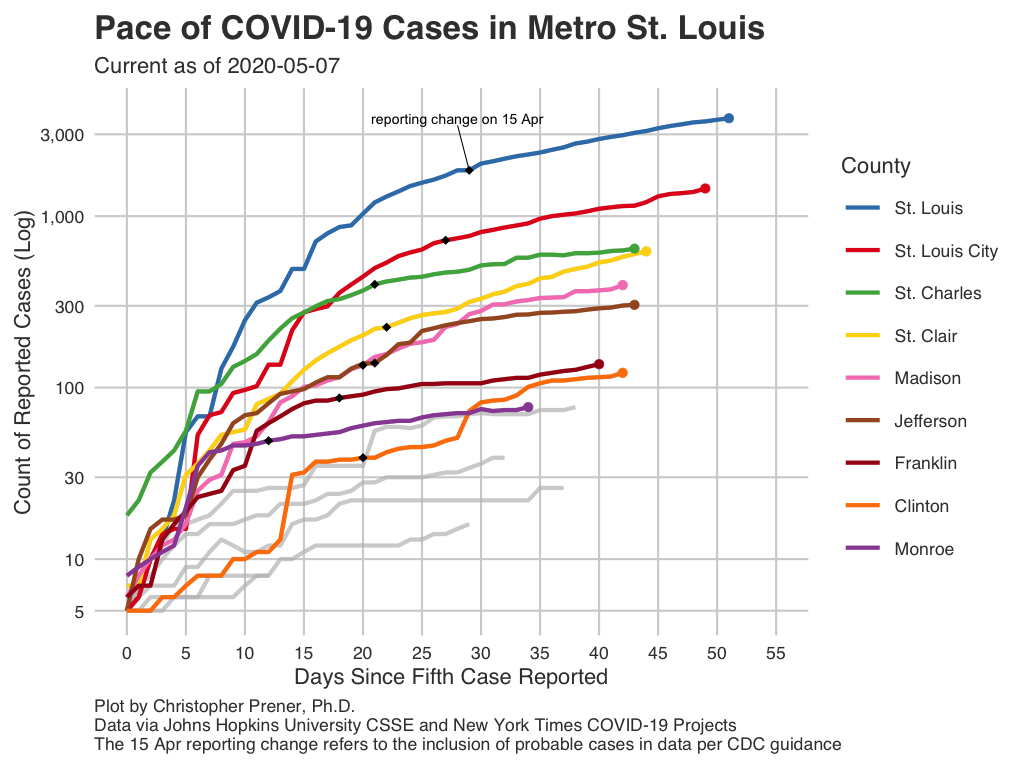 Pace of COVID-19 Cases in Metro St. Louis
Current as of 2020-05-07
reporting change on 15 Apr
Count of Reported Cases (Log)
3,000
1,000
300
100
30
10
5
0 5 10 15 20 25 30 35 40 45 50 55
Days Since Fifth Case Reported
County
St. Louis
St. Louis City
St. Charles
St. Clair
Madison
Jefferson
Franklin
Clinton
Monroe
Plot by Christopher Prener, Ph.D.
Data via Johns Hopkins University CSSE and New York Times COVID-19 Projects
The 15 Apr reporting change refers to the inclusion of probable cases in data per CDC guidance